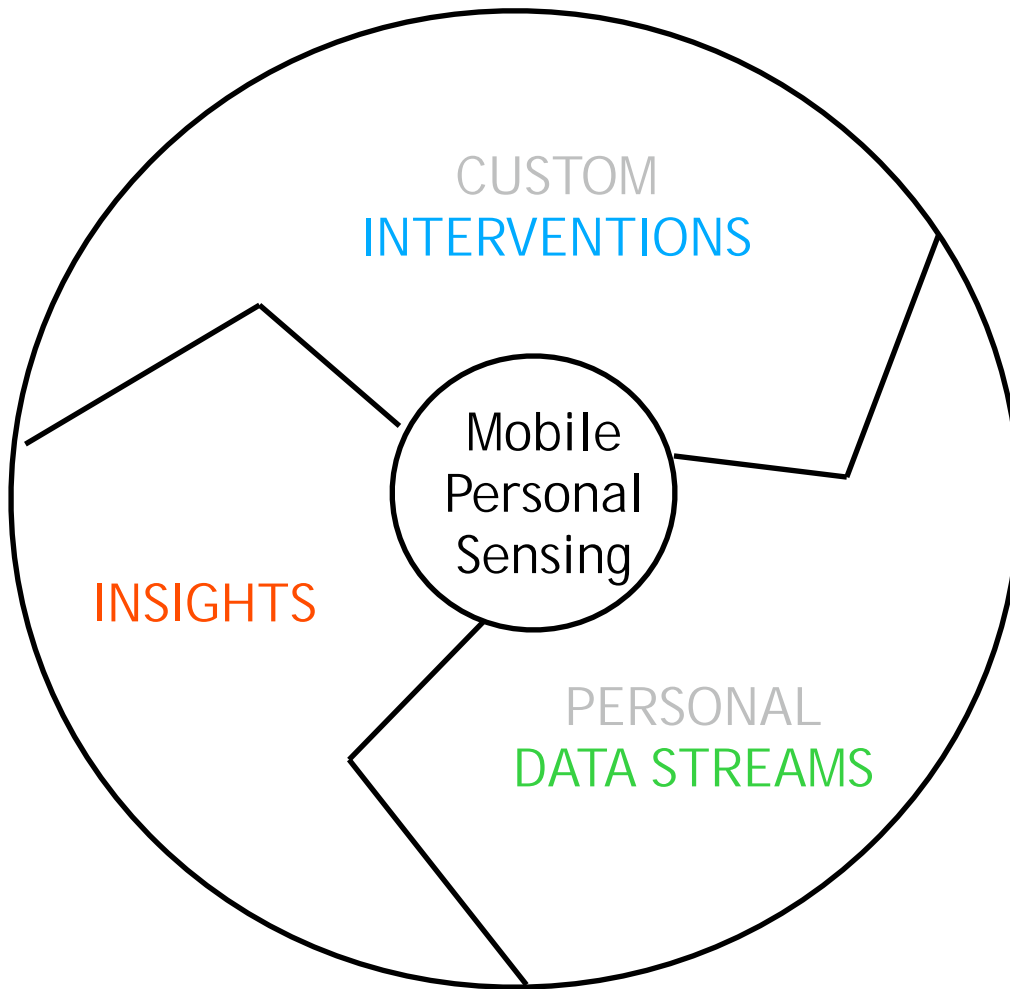 CUSTOM
INTERVENTIONS
Mobile
Personal
Sensing
INSIGHTS
PERSONAL
DATA STREAMS